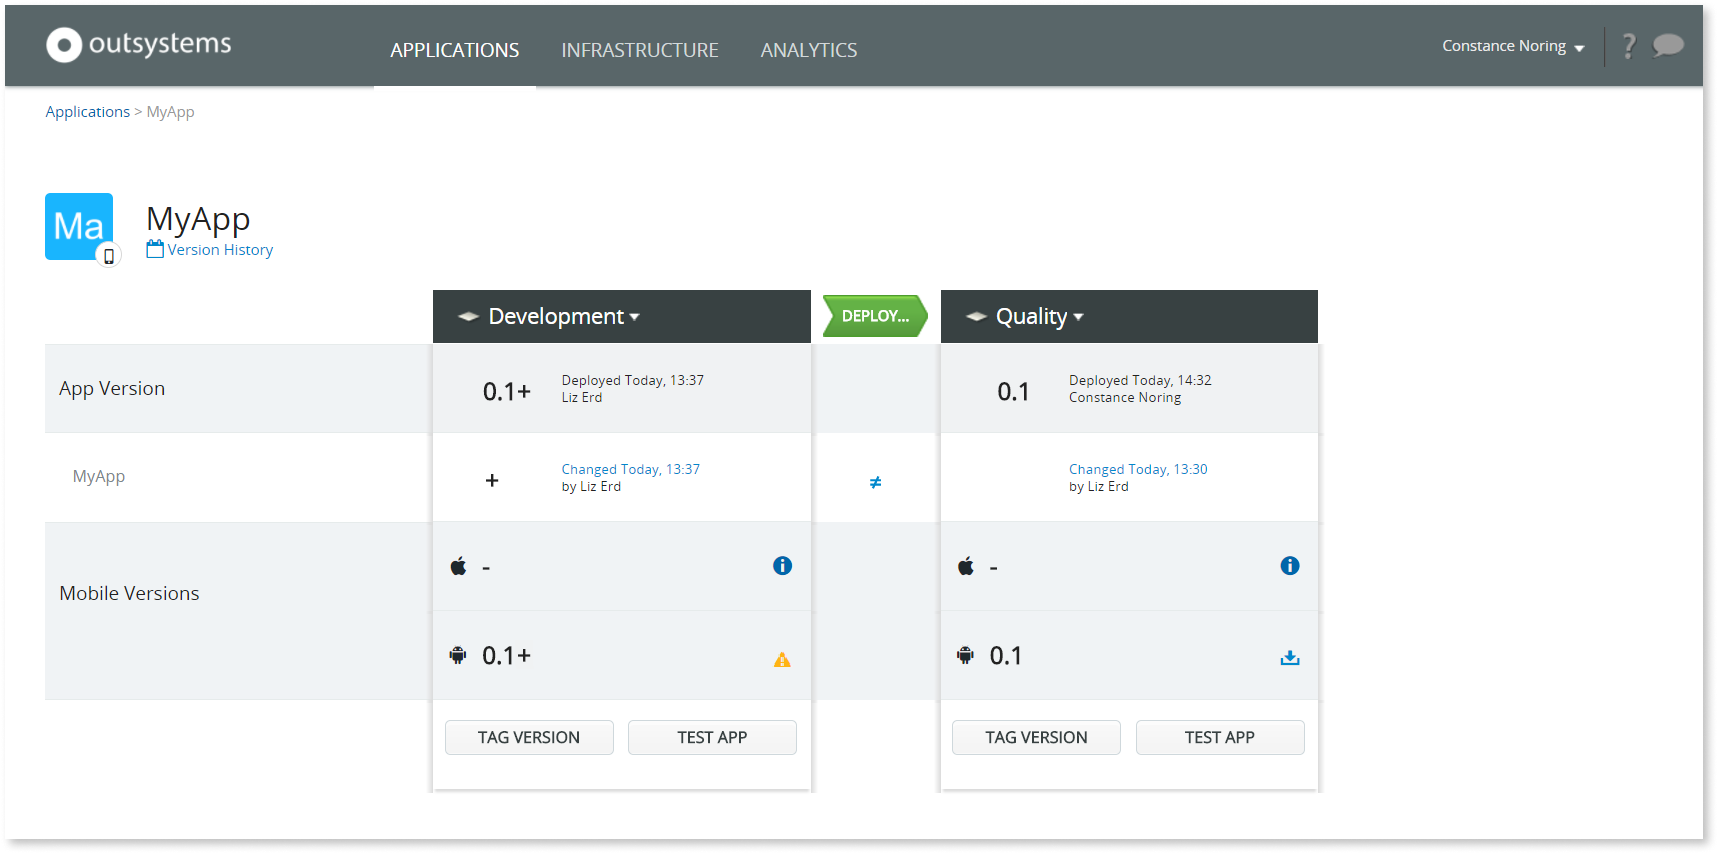 outsystems
APPLICATIONS
INFRASTRUCTURE
ANALYTICS
Constance Noring
?
Applications > MyApp
Ma
MyApp
Version History
Development
DEPLOY...
Quality
App Version
0.1+
Deployed Today, 13:37
Liz Erd
0.1
Deployed Today, 14:32
Constance Noring
MyApp
+
Changed Today, 13:37
by Liz Erd
≠
Changed Today, 13:30
by Liz Erd
Mobile Versions
-
-
0.1+
0.1
TAG VERSION
TEST APP
TAG VERSION
TEST APP